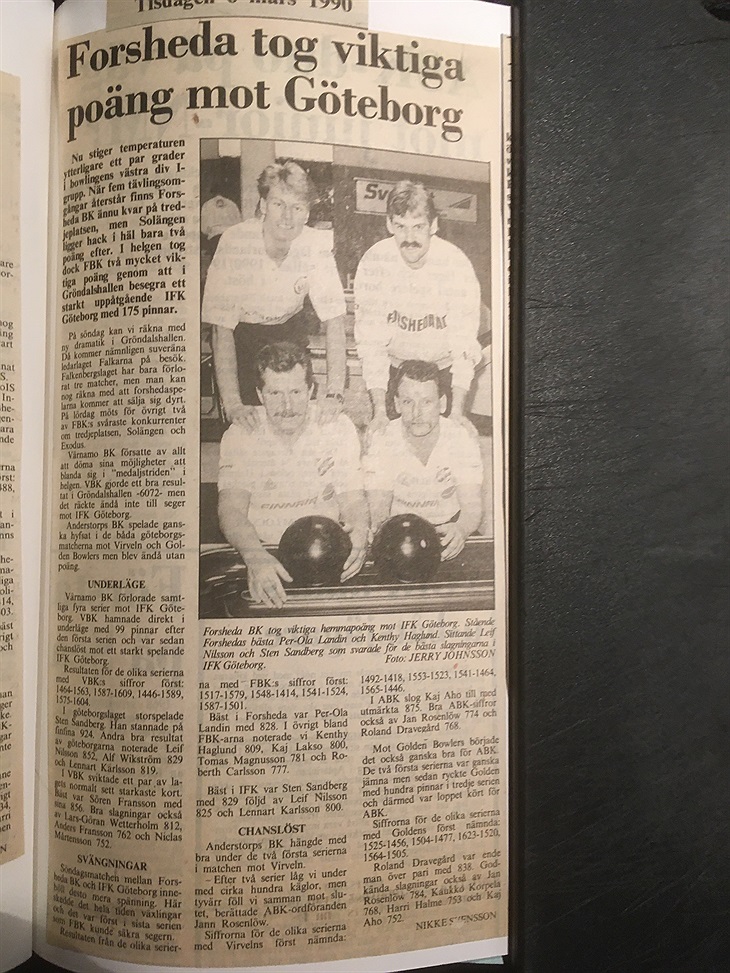 Tisdagen 6 mars 1990
Forsheda tog viktiga
poäng mot Göteborg
Nu stiger temperaturen
ytterligare ett par grader
i bowlingens västra div I-
grupp. När fem tävlingsom-
gångar återstår finns Fors-
heda BK ännu kvar på tred-
jeplatsen, men Solängen
ligger hack i häl bara två
poäng efter. I helgen tog
dock FBK två mycket vik-
tiga poäng genom att i
Gröndalshallen besegra ett
starkt uppåtgående IFK
Göteborg med 175 pinnar.
På söndag kan vi räkna med
ny dramatik i Gröndalshallen.
Då kommer nämnligen suveräna
ledarlaget Falkarna på besök.
Falkenbergslaget har bara förlo-
rat tre matcher, men man kan
nog räkna med att forshedaspe-
larna kommer att sälja sig dyrt.
På lördag möts för övrigt två
av FBK:s svåraste konkurrenter
om tredjeplatsen, Solängen och
Exodus.
Värnamo BK försatte av allt
att döma sina möjligheter att
blanda sig i "medaljstriden" i
helgen. VBK gjorde ett bra resul-
tat i Gröndalshallen -6072- men
det räckte ändå inte till seger
mot IFK Göteborg.
Anderstorps BK spelade gans-
ka hyfsat i de båda göteborgs-
matcherna mot Virveln och Gol-
den Bowlers men blev ändå utan
poäng.
UNDERLÄGE
Värnamo BK förlorade samt-
liga fyra serier mot IFK Göte-
borg. VBK hamnade direkt i
underläge med 99 pinnar efter
den första serien och var sedan
chanslöst mot ett starkt spelande
IFK Göteborg.
Resultaten för de olika serierna
med VBK:s siffror först:
1464-1563, 1587-1609, 1446-1589,
1575-1604.
I göteborgslaget storspelade
Sten Sandberg. Han stannade på
finfina 924. Andra bra resultat
av göteborgarna noterade Leif
Nilsson 852, Alf Wikström 829
och Lennart Karlsson 819.
I VBK sviktade ett par av la-
gets normalt sett starkaste kort.
Bäst var Sören Fransson med
sina 856. Bra slagningar också
av Lars-Göran Wetterholm 812,
Anders Fransson 762 och Niclas
Mårtensson 752.
SVÄNGNINGAR
Söndagsmatchen mellan Fors-
heda BK och IFK Göteborg inne-
höll desto mera spänning. Här
skedde det hela tiden växlingar
och det var först i sista serien
som FBK kunde säkra segern.
Resultaten från de olika serier-
Sv
FORSHEDA
FINNAIR
Forsheda BK tog viktiga hemmapoäng mot IFK Göteborg. Stående
Forshedas bästa Per-Ola Landin och Kenthy Haglund. Sittande Leif
Nilsson och Sten Sandberg som svarade för de bästa slagningarna i
IFK Göteborg.
Foto: JERRY JOHNSSON
na med FBK:s siffror först:
1517-1579, 1548-1414, 1541-1524,
1587-1501.
Bäst i Forsheda var Per-Ola
Landin med 828. I övrigt bland
FBK-arna noterade vi Kenthy
Haglund 809, Kaj Lakso 800,
Tomas Magnusson 781 och Ro-
berth Carlsson 777.
Bäst i IFK var Sten Sandberg
med 829 följd av Leif Nilsson
825 och Lennart Karlsson 800.
CHANSLÖST
Anderstorps BK hängde med
bra under de två första serierna
i matchen mot Virveln.
– Efter två serier låg vi under
med cirka hundra käglor, men
tyvärr föll vi samman mot slu-
tet, berättade ABK-ordföranden
Jann Rosenlöw.
Siffrorna för de olika serierna
med Virvelns först nämnda:
1492-1418, 1553-1523, 1541-1464,
1565-1446.
I ABK slog Kaj Aho till med
utmärkta 875. Bra ABK-siffror
också av Jan Rosenlöw 774 och
Roland Dravegård 768.
Mot Golden Bowlers började
det också ganska bra för ABK.
De två första serierna var ganska
jämna men sedan ryckte Golden
med hundra pinnar i tredje serien
och därmed var loppet kört för
ABK.
Siffrorna för de olika serierna
med Goldens först nämnda:
1525-1456, 1504-1477, 1623-1520,
1564-1505.
Roland Dravegård var ende
man över pari med 838. God-
kända slagningar också av Jan
Rosenlöw 784, Kaukko Korpela
768, Harri Halme 753 och Kaj
Aho 752.
NIKKE SVENSSON